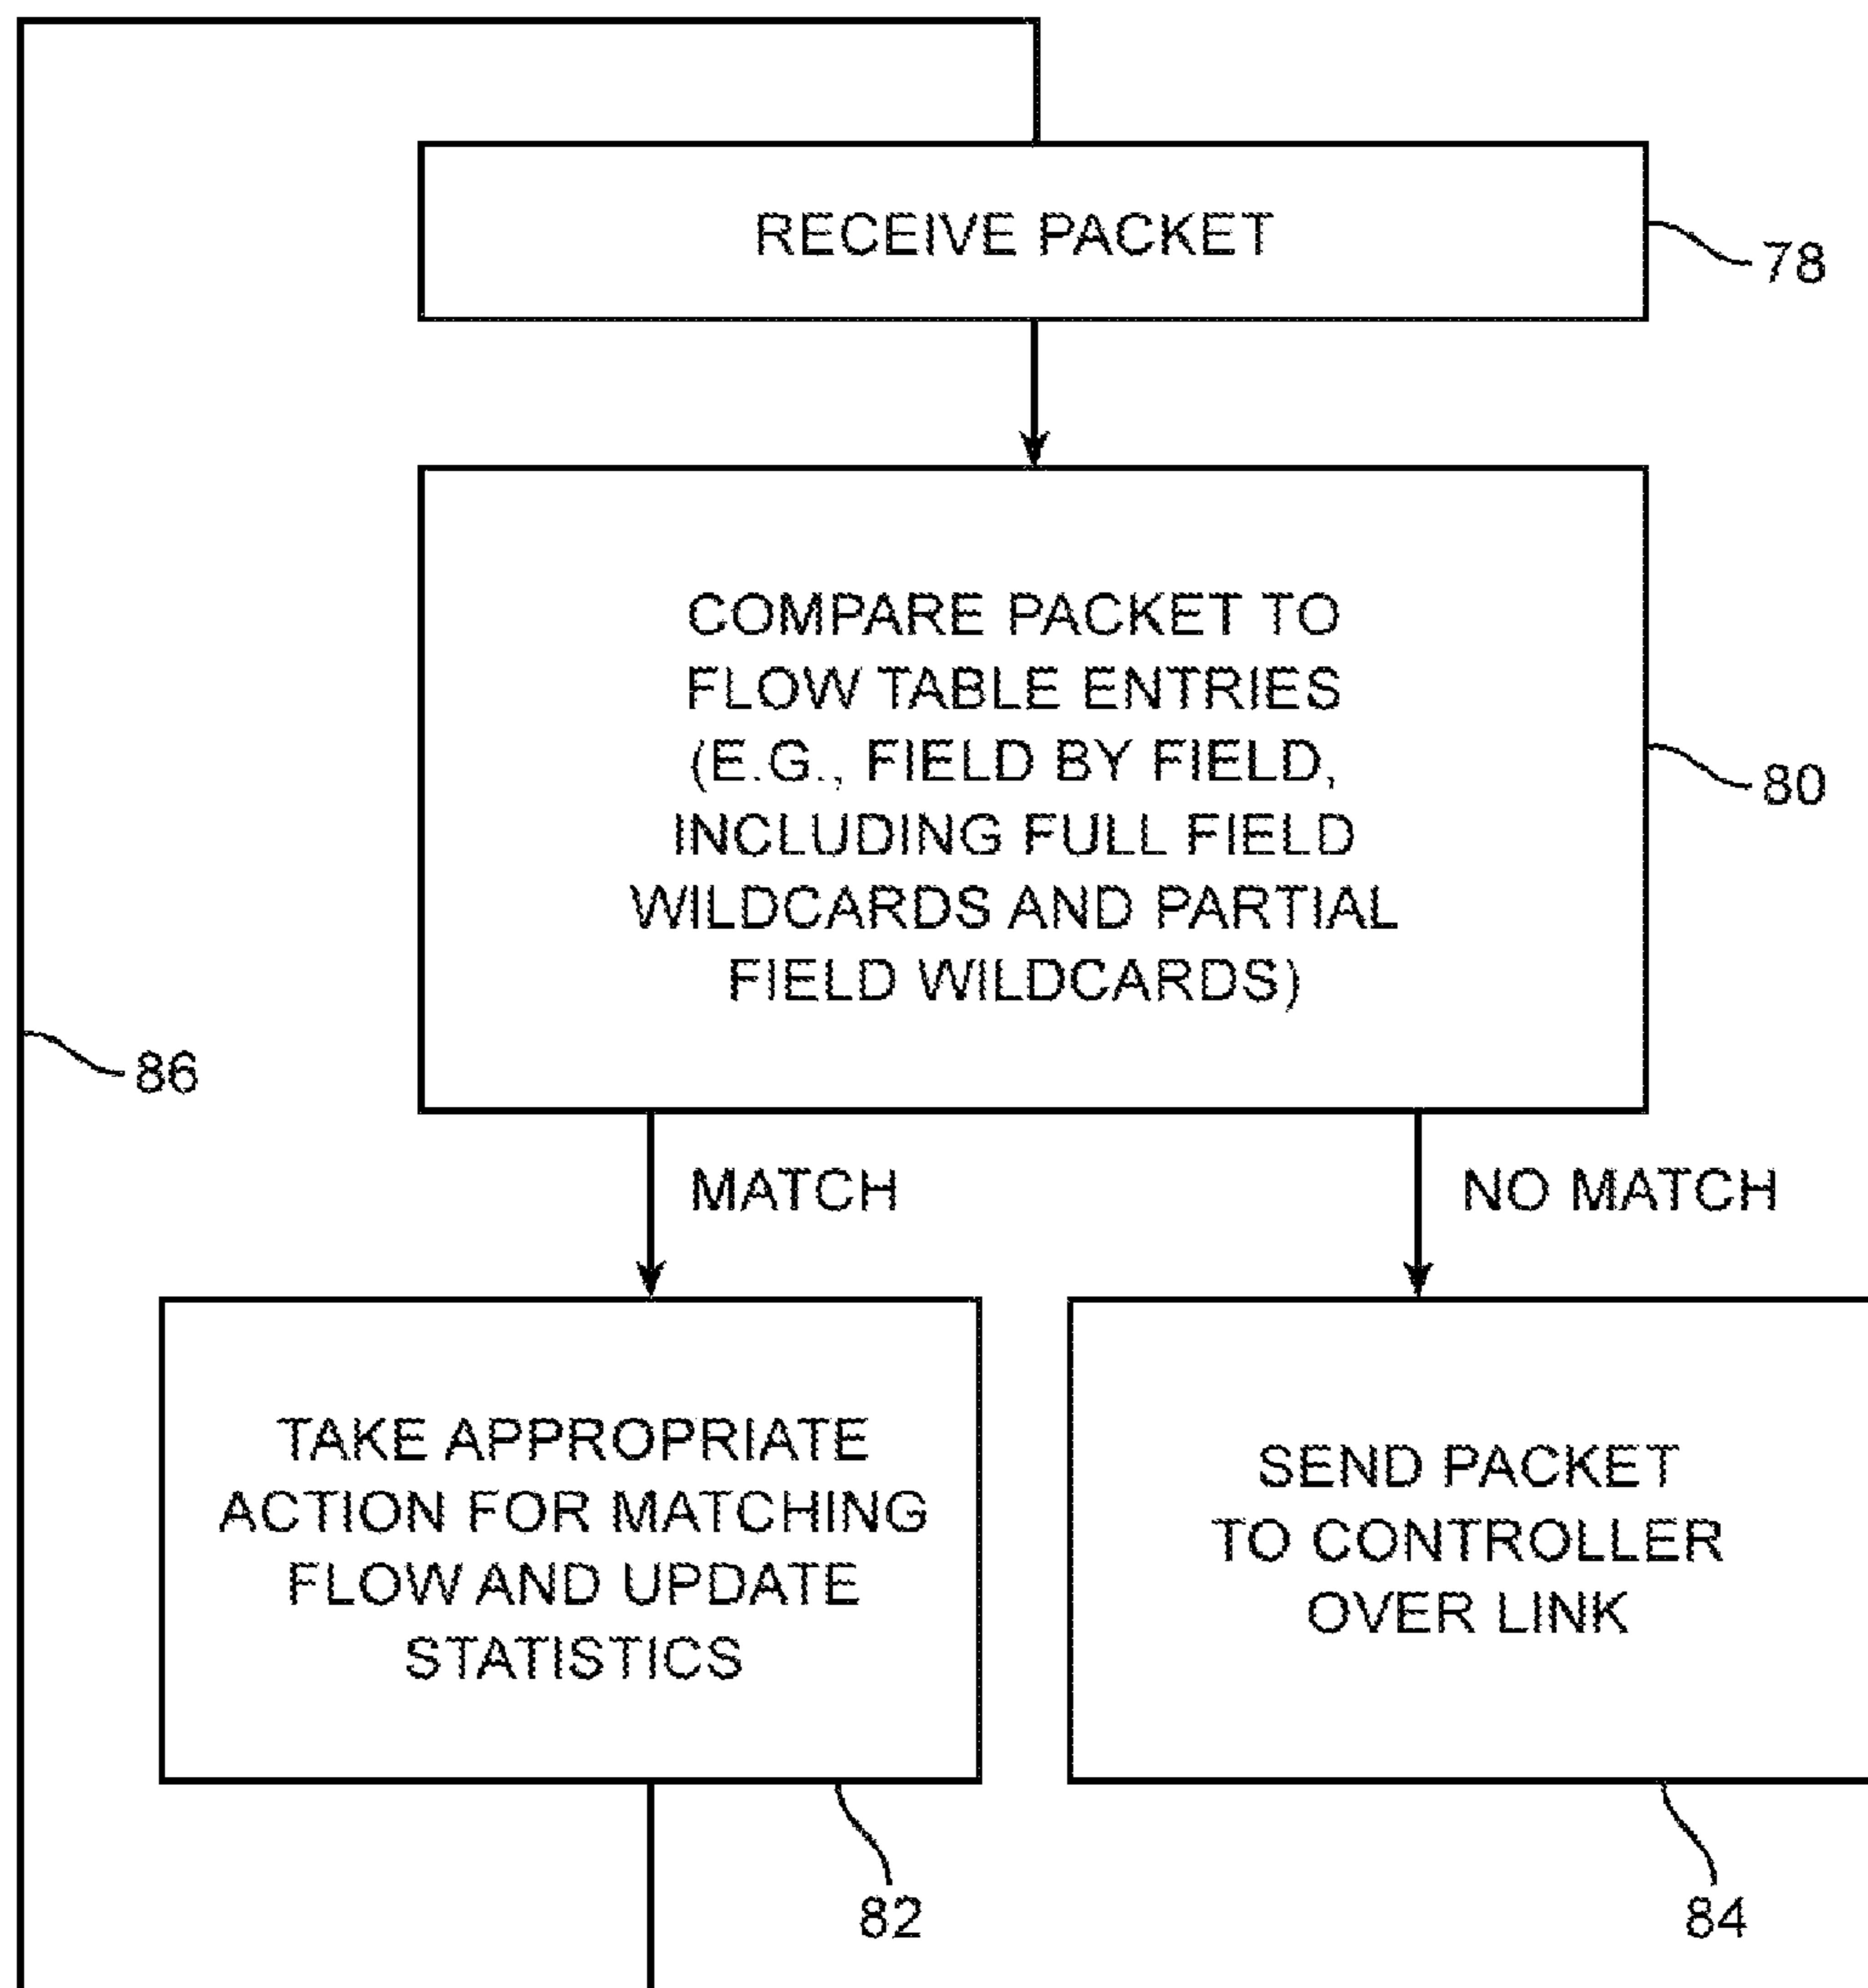 RECEIVE PACKET
78
COMPARE PACKET TO
FLOW TABLE ENTRIES
(E.G., FIELD BY FIELD,
INCLUDING FULL FIELD
WILDCARDS AND PARTIAL
FIELD WILDCARDS)
80
86
MATCH
NO MATCH
TAKE APPROPRIATE
ACTION FOR MATCHING
FLOW AND UPDATE
STATISTICS
SEND PACKET
TO CONTROLLER
OVER LINK
82
84